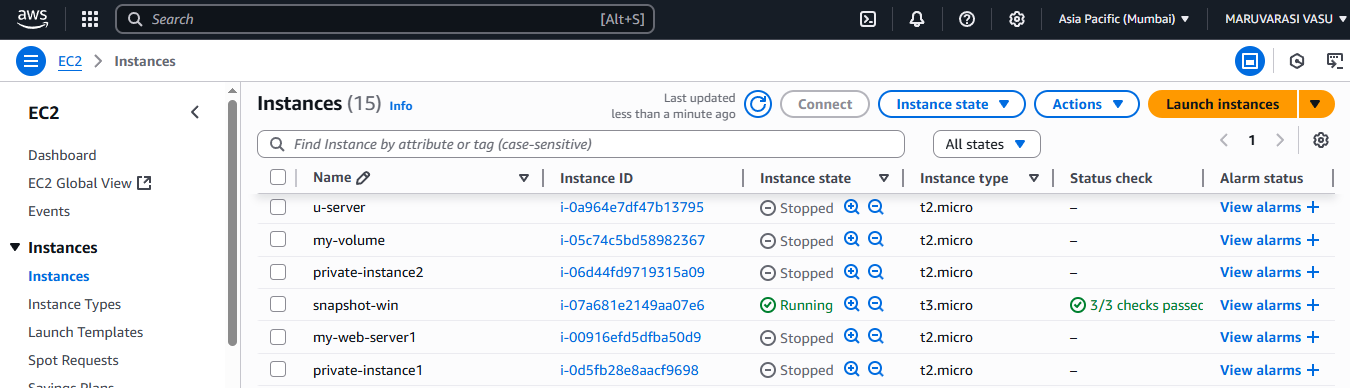 aws
Search [Alt+S]
Asia Pacific (Mumbai)
MARUVARASI VASU
EC2 Instances
EC2
Dashboard
EC2 Global View
Events
Instances
Instances
Instance Types
Launch Templates
Spot Requests
Savings Plans
Instances (15) Info
Last updated
less than a minute ago
Connect
Instance state
Actions
Launch instances
Find Instance by attribute or tag (case-sensitive)
All states
1
Name Instance ID Instance state Instance type Status check Alarm status
u-server i-0a964e7df47b13795 Stopped t2.micro – View alarms +
my-volume i-05c74c5bd58982367 Stopped t2.micro – View alarms +
private-instance2 i-06d44fd9719315a09 Stopped t2.micro – View alarms +
snapshot-win i-07a681e2149aa07e6 Running t3.micro 3/3 checks passed View alarms +
my-web-server1 i-00916efd5dfba50d9 Stopped t2.micro – View alarms +
private-instance1 i-0d5fb28e8aacf9698 Stopped t2.micro – View alarms +